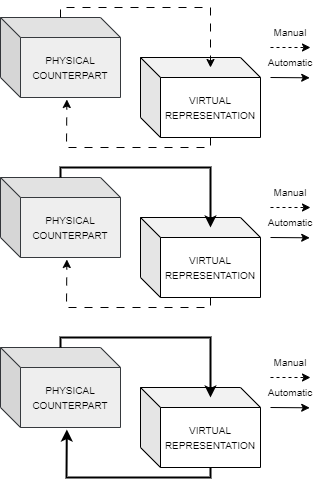 Manual
PHYSICAL
COUNTERPART
Automatic
VIRTUAL
REPRESENTATION
Manual
PHYSICAL
COUNTERPART
Automatic
VIRTUAL
REPRESENTATION
Manual
PHYSICAL
COUNTERPART
Automatic
VIRTUAL
REPRESENTATION